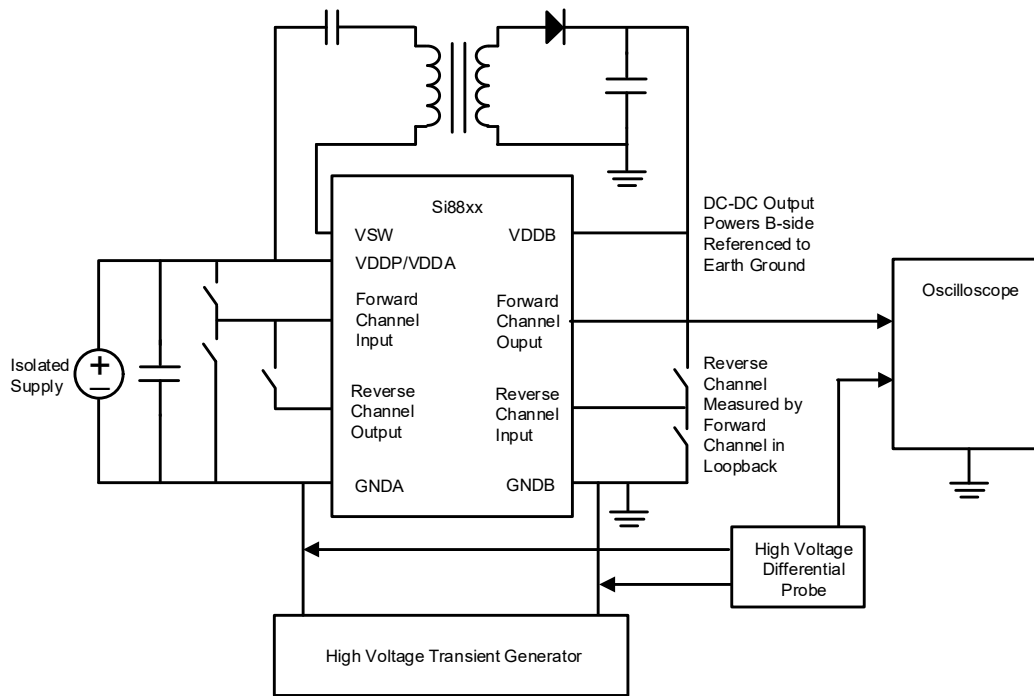 Si88xx
VSW
VDDB
VDDP/VDDA
Forward
Channel
Input
Forward
Channel
Ouput
Reverse
Channel
Output
Reverse
Channel
Input
GNDA
GNDB
Isolated
Supply
+
−
DC-DC Output
Powers B-side
Referenced to
Earth Ground
Reverse
Channel
Measured by
Forward
Channel in
Loopback
Oscilloscope
High Voltage
Differential
Probe
High Voltage Transient Generator